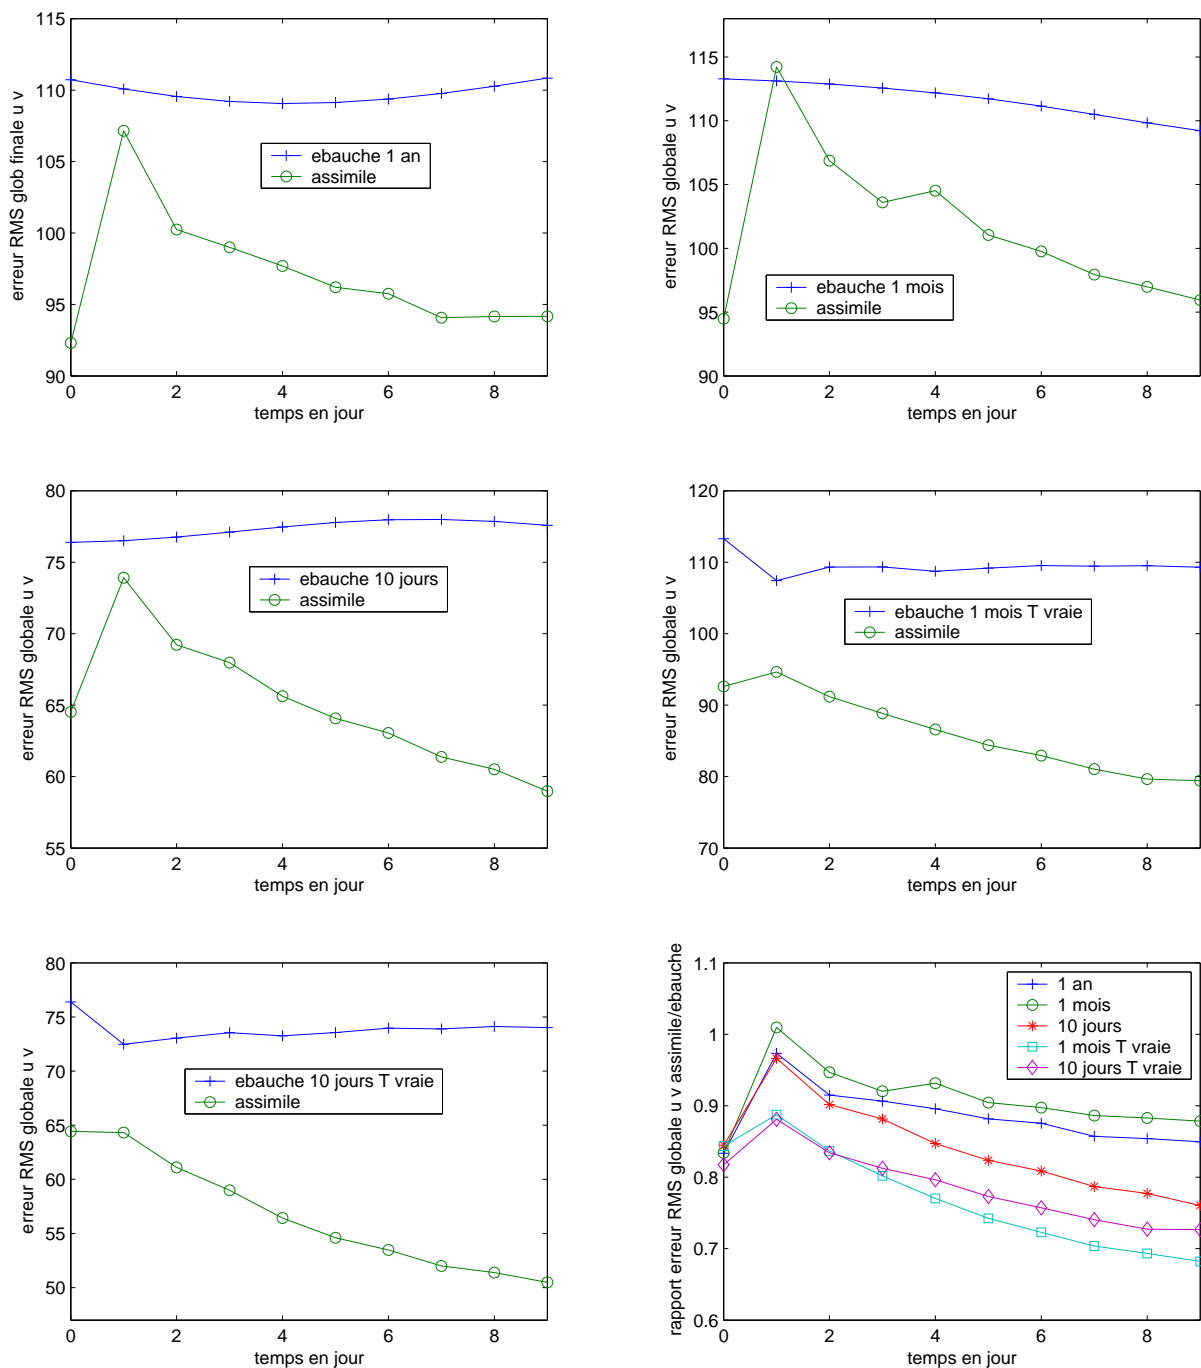 115
110
105
100
95
90
erreur RMS glob finale u v
ebauche 1 an
assimile
0 2 4 6 8
temps en jour
115
110
105
100
95
90
erreur RMS globale u v
ebauche 1 mois
assimile
0 2 4 6 8
temps en jour
80
75
70
65
60
55
erreur RMS globale u v
ebauche 10 jours
assimile
0 2 4 6 8
temps en jour
120
110
100
90
80
70
erreur RMS globale u v
ebauche 1 mois T vraie
assimile
0 2 4 6 8
temps en jour
80
75
70
65
60
55
50
erreur RMS globale u v
ebauche 10 jours T vraie
assimile
0 2 4 6 8
temps en jour
1.1
1
0.9
0.8
0.7
0.6
rapport erreur RMS globale u v assimile/ebauche
1 an
1 mois
10 jours
1 mois T vraie
10 jours T vraie
0 2 4 6 8
temps en jour